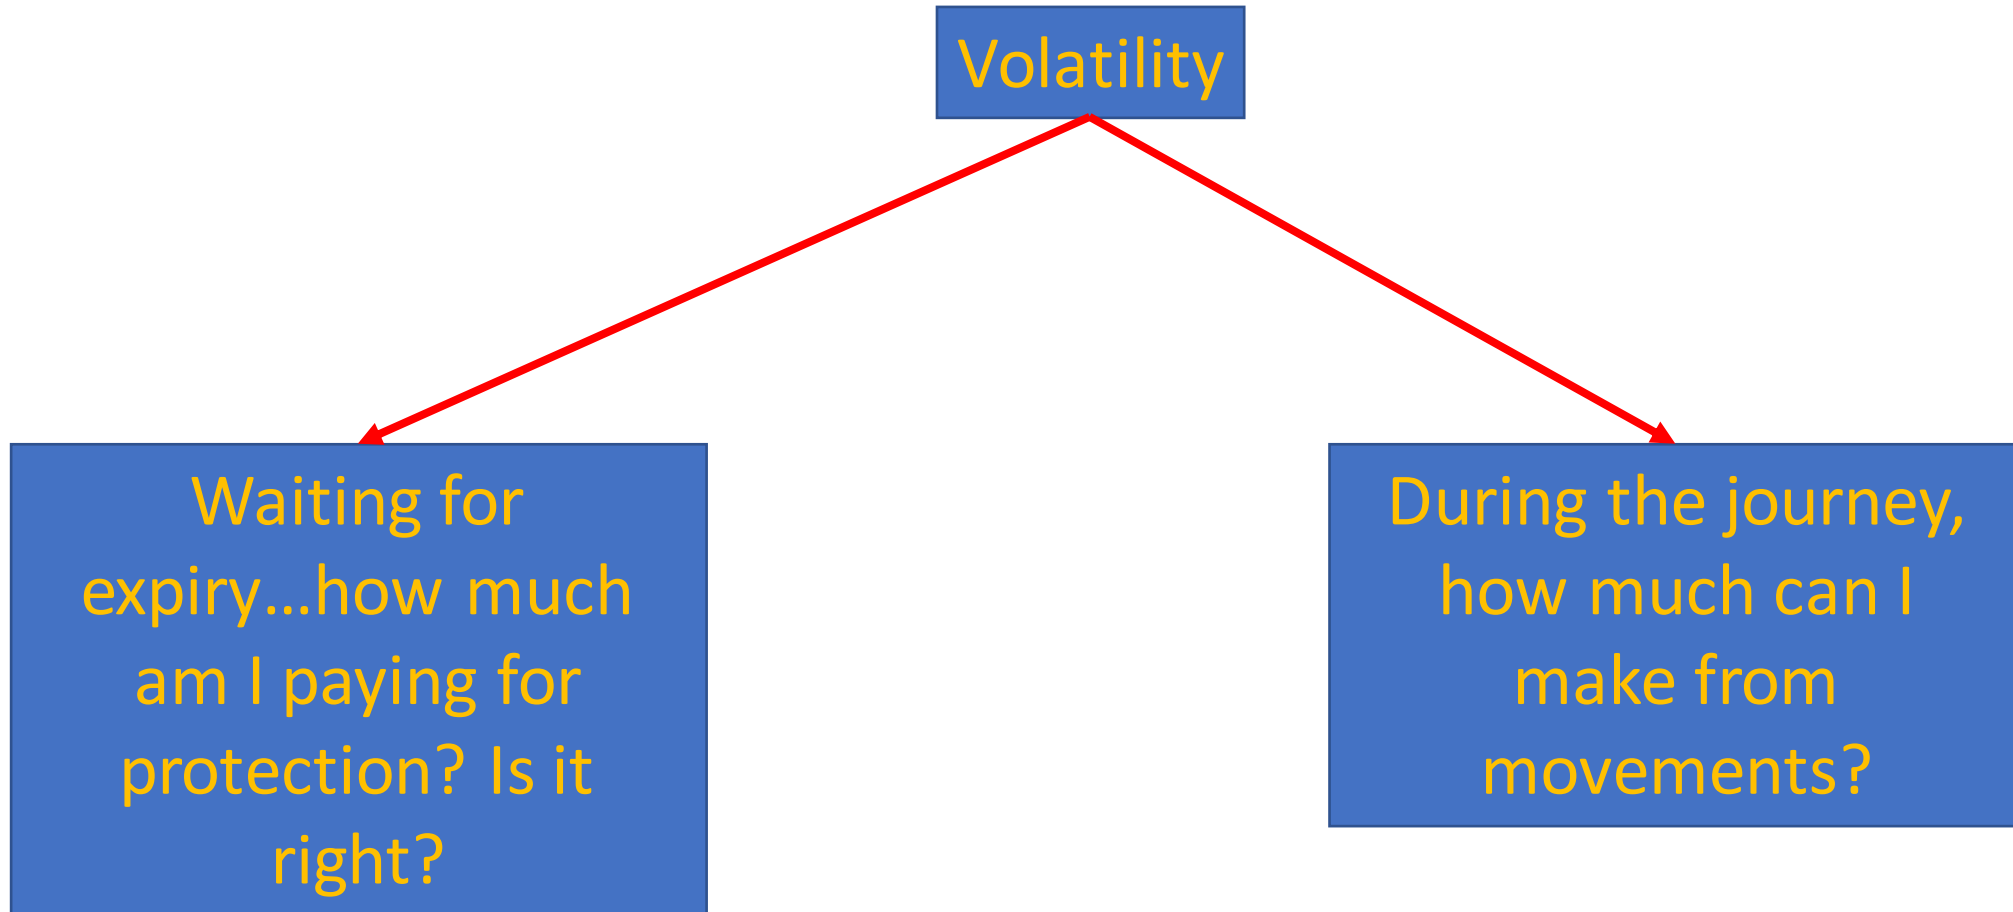 Volatility
Waiting for
expiry...how much
am I paying for
protection? Is it
right?
During the journey,
how much can I
make from
movements?